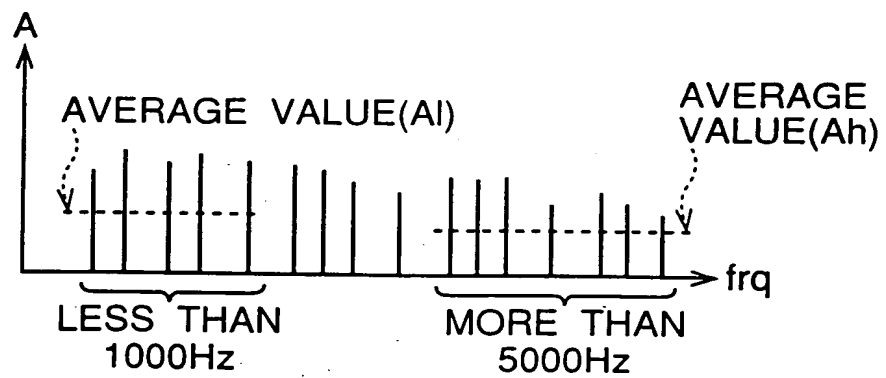 A
AVERAGE VALUE(Al)
AVERAGE
VALUE(Ah)
frq
LESS THAN
1000Hz
MORE THAN
5000Hz